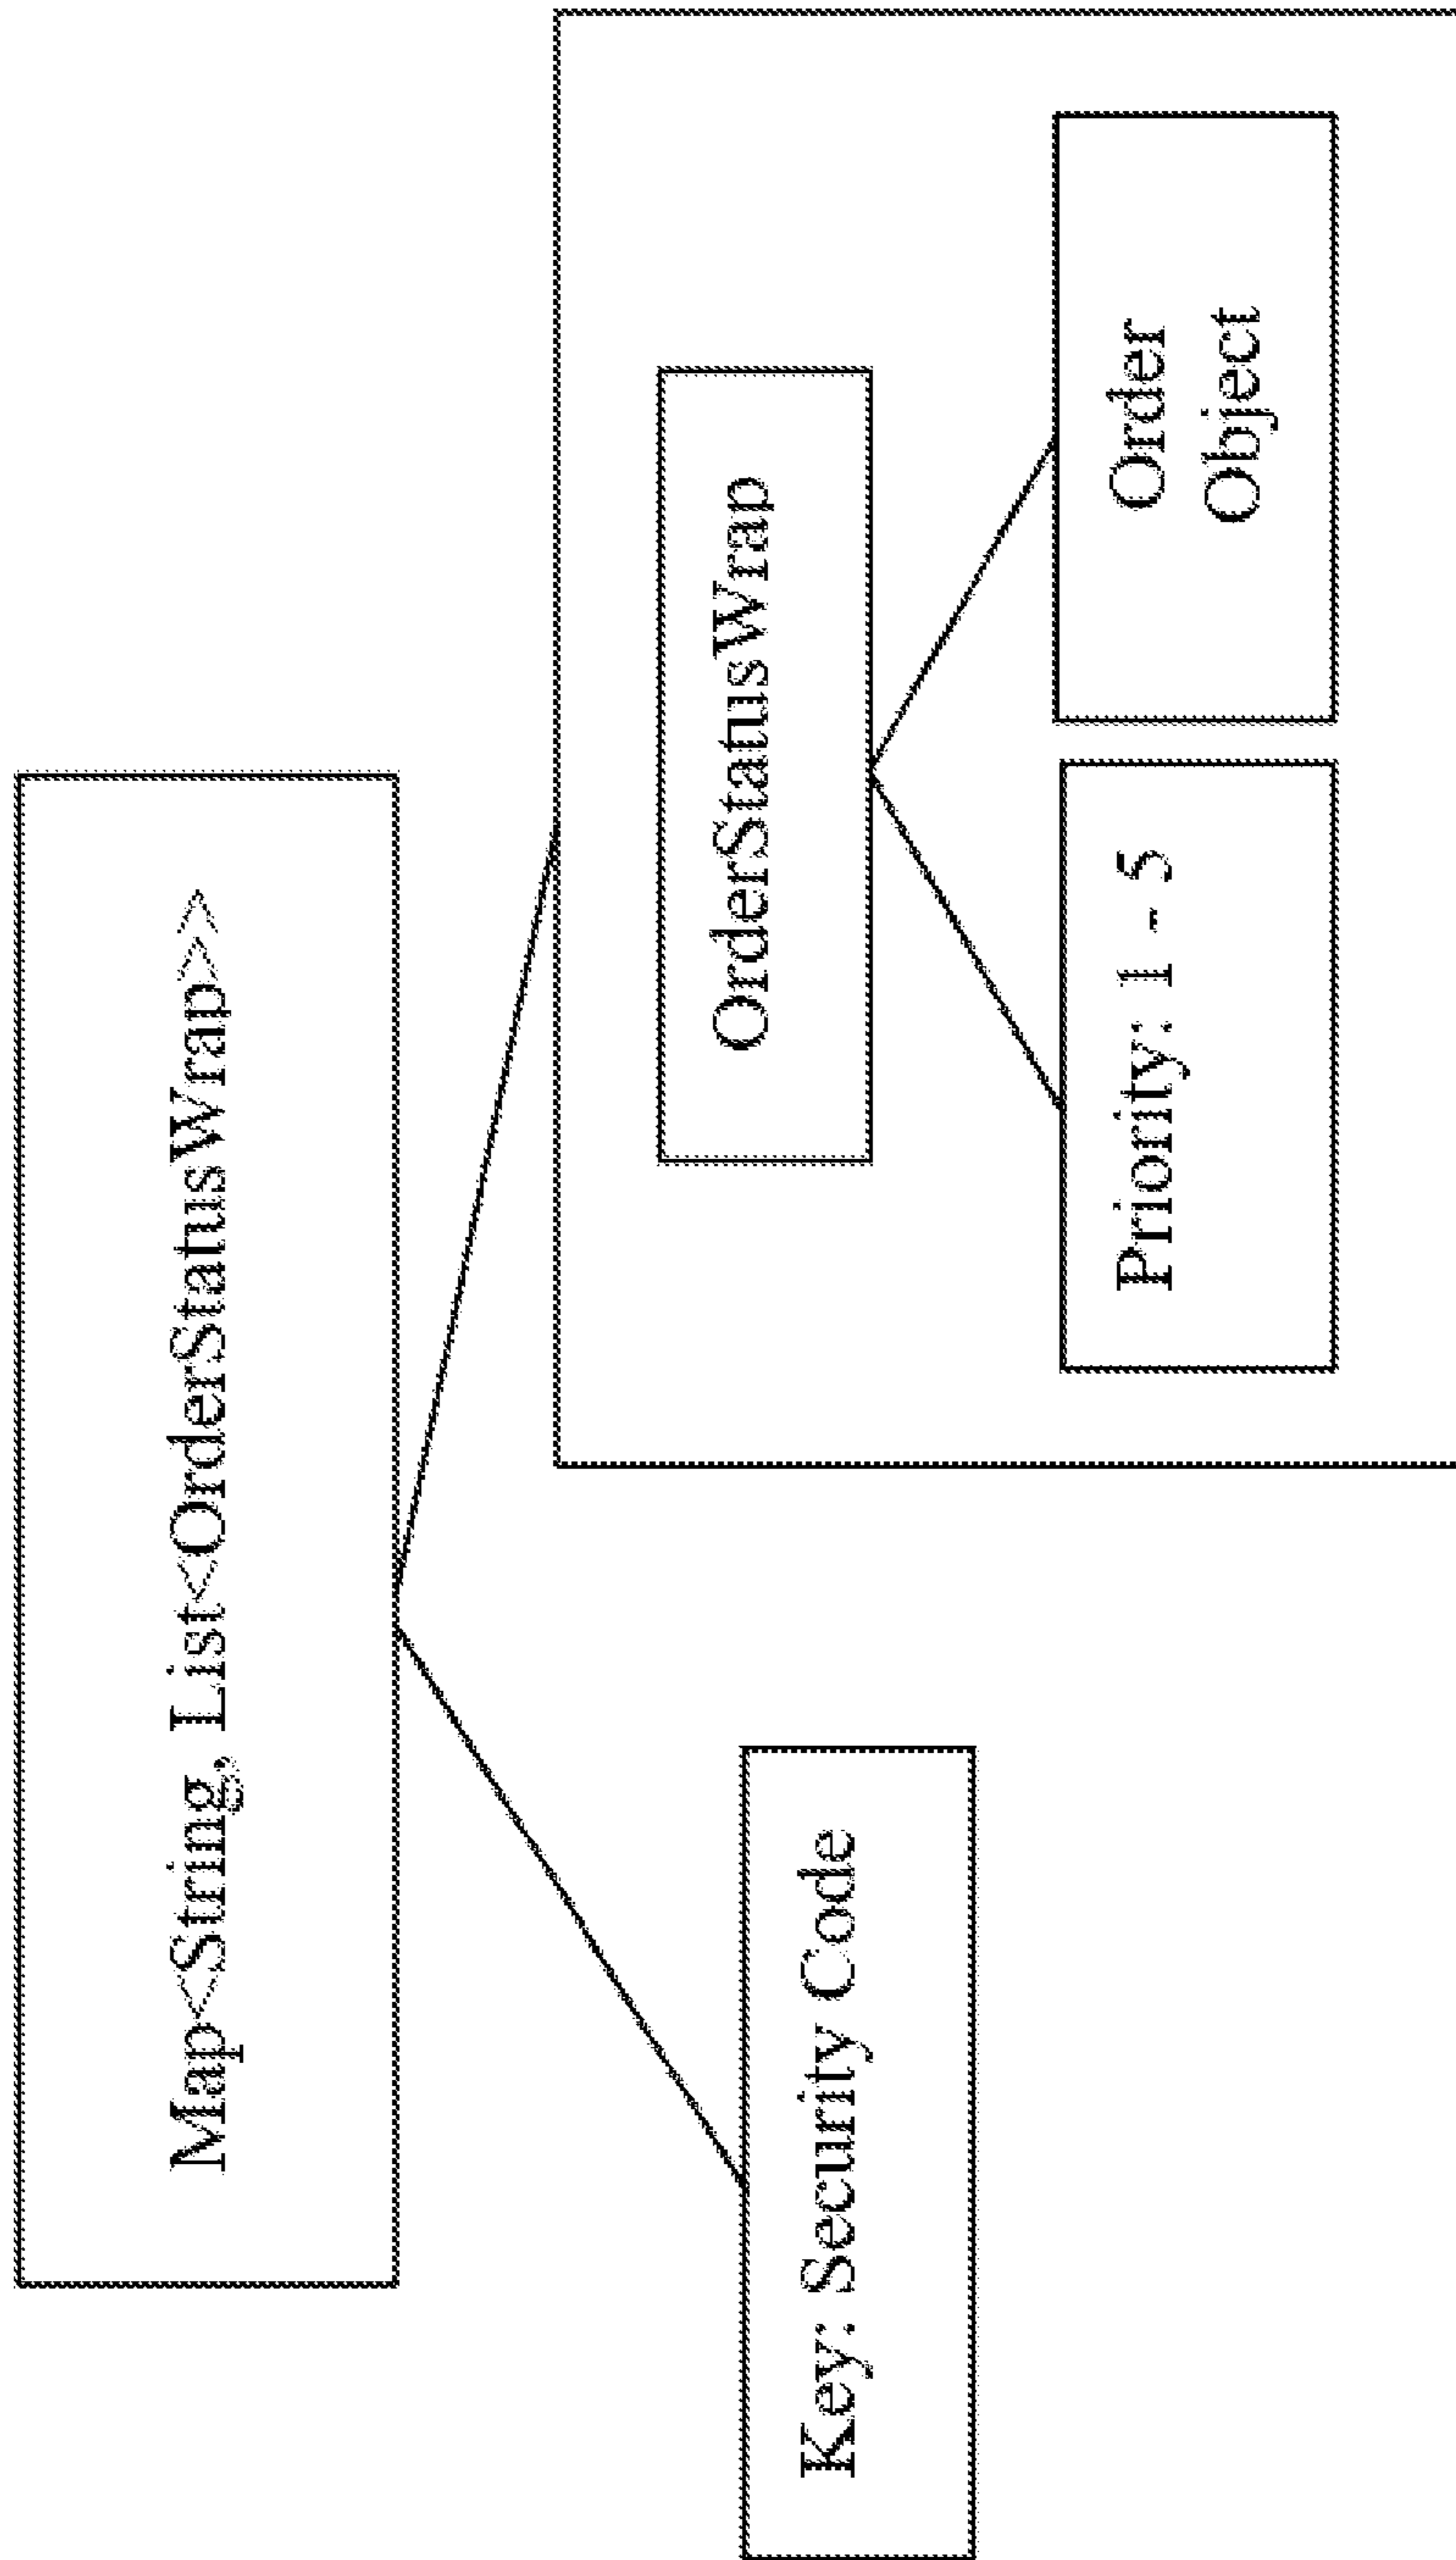 Map<String, List<OrderStatusWrap>>
Key: Security Code
OrderStatusWrap
Priority: 1 - 5
Order
Object